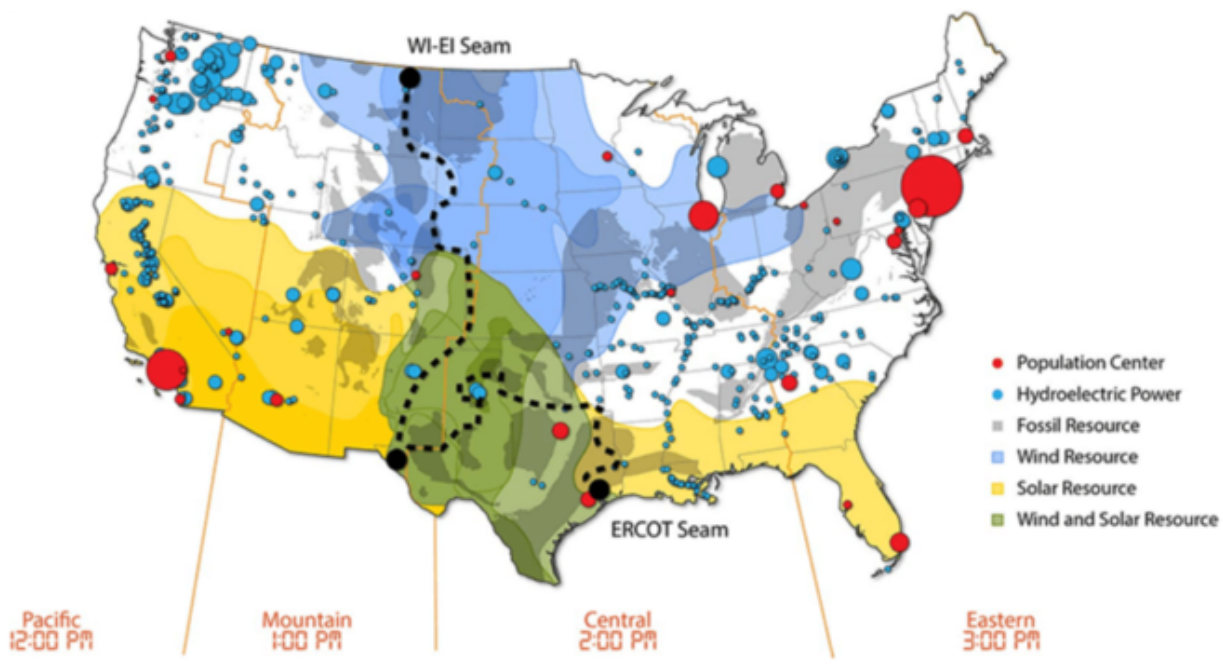 WI-EI Seam
Population Center
Hydroelectric Power
Fossil Resource
Wind Resource
Solar Resource
Wind and Solar Resource
ERCOT Seam
Pacific
12:00 PM
Mountain
1:00 PM
Central
2:00 PM
Eastern
3:00 PM